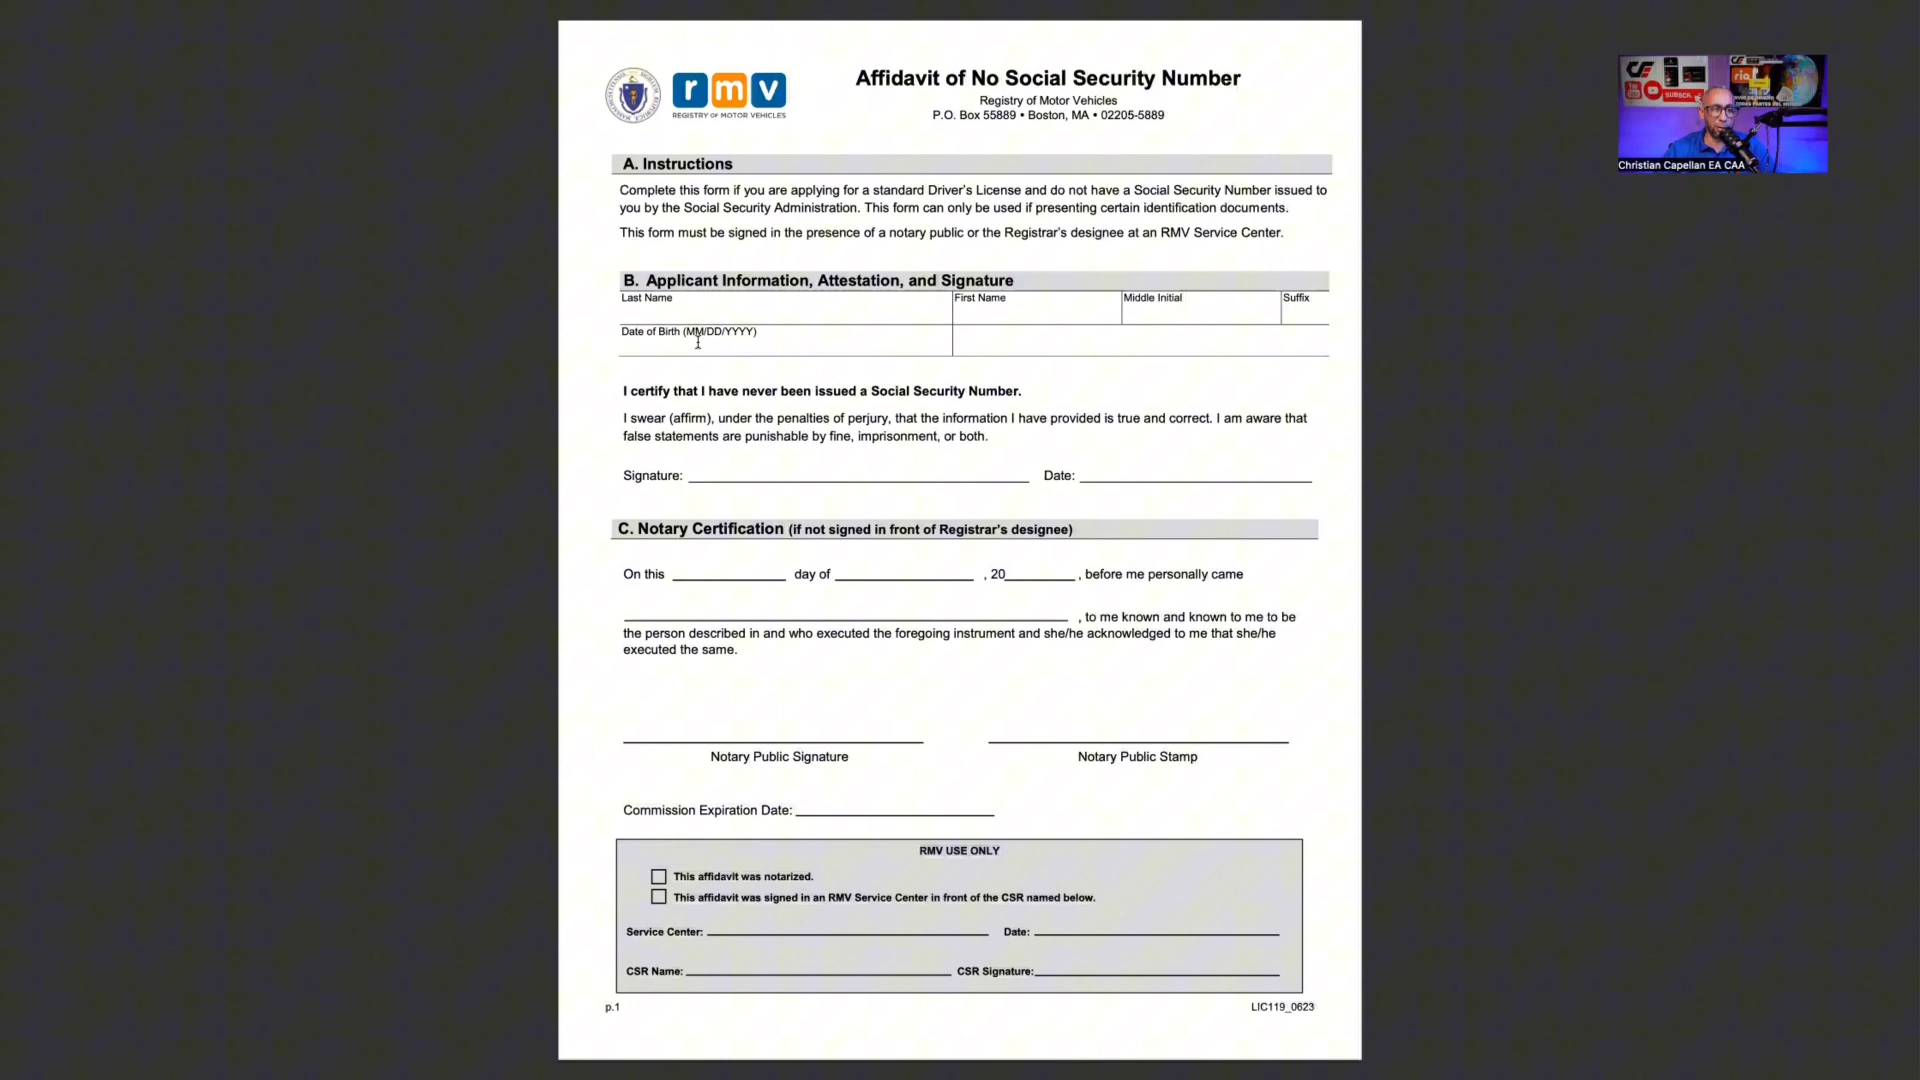 rmv
REGISTRY OF MOTOR VEHICLES
Affidavit of No Social Security Number
Registry of Motor Vehicles
P.O. Box 55889 • Boston, MA • 02205-5889
A. Instructions
Complete this form if you are applying for a standard Driver's License and do not have a Social Security Number issued to
you by the Social Security Administration. This form can only be used if presenting certain identification documents.
This form must be signed in the presence of a notary public or the Registrar's designee at an RMV Service Center.
B. Applicant Information, Attestation, and Signature
Last Name First Name Middle Initial Suffix
Date of Birth (MM/DD/YYYY)
I certify that I have never been issued a Social Security Number.
I swear (affirm), under the penalties of perjury, that the information I have provided is true and correct. I am aware that
false statements are punishable by fine, imprisonment, or both.
Signature: Date:
C. Notary Certification (if not signed in front of Registrar's designee)
On this day of , 20 , before me personally came
, to me known and known to me to be
the person described in and who executed the foregoing instrument and she/he acknowledged to me that she/he
executed the same.
Notary Public Signature Notary Public Stamp
Commission Expiration Date:
RMV USE ONLY
This affidavit was notarized.
This affidavit was signed in an RMV Service Center in front of the CSR named below.
Service Center: Date:
CSR Name: CSR Signature:
p.1 LIC119_0623
ria
SUBSCR
Christian Capellan EA CAA